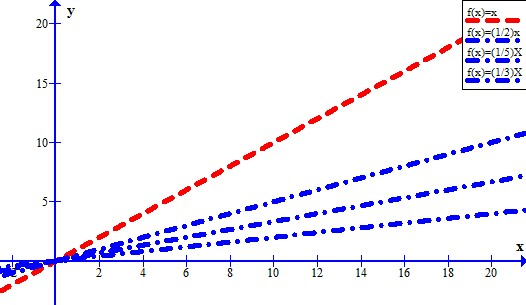 y
f(x)=x
f(x)=(1/2)x
f(x)=(1/5)X
f(x)=(1/3)X
20
15
10
5
x
-2 2 4 6 8 10 12 14 16 18 20